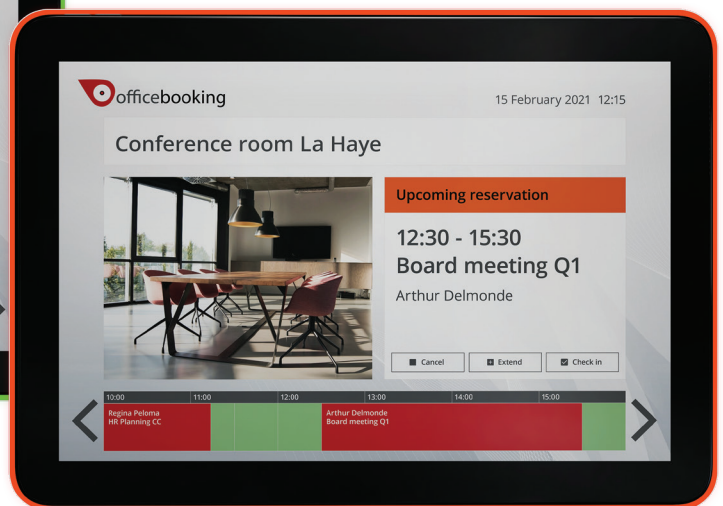 officebooking
15 February 2021 12:15
Conference room La Haye
Upcoming reservation
12:30 - 15:30
Board meeting Q1
Arthur Delmonde
Cancel Extend Check in
10:00 11:00 12:00 13:00 14:00 15:00
Regina Peloma
HR Planning CC
Arthur Delmonde
Board meeting Q1